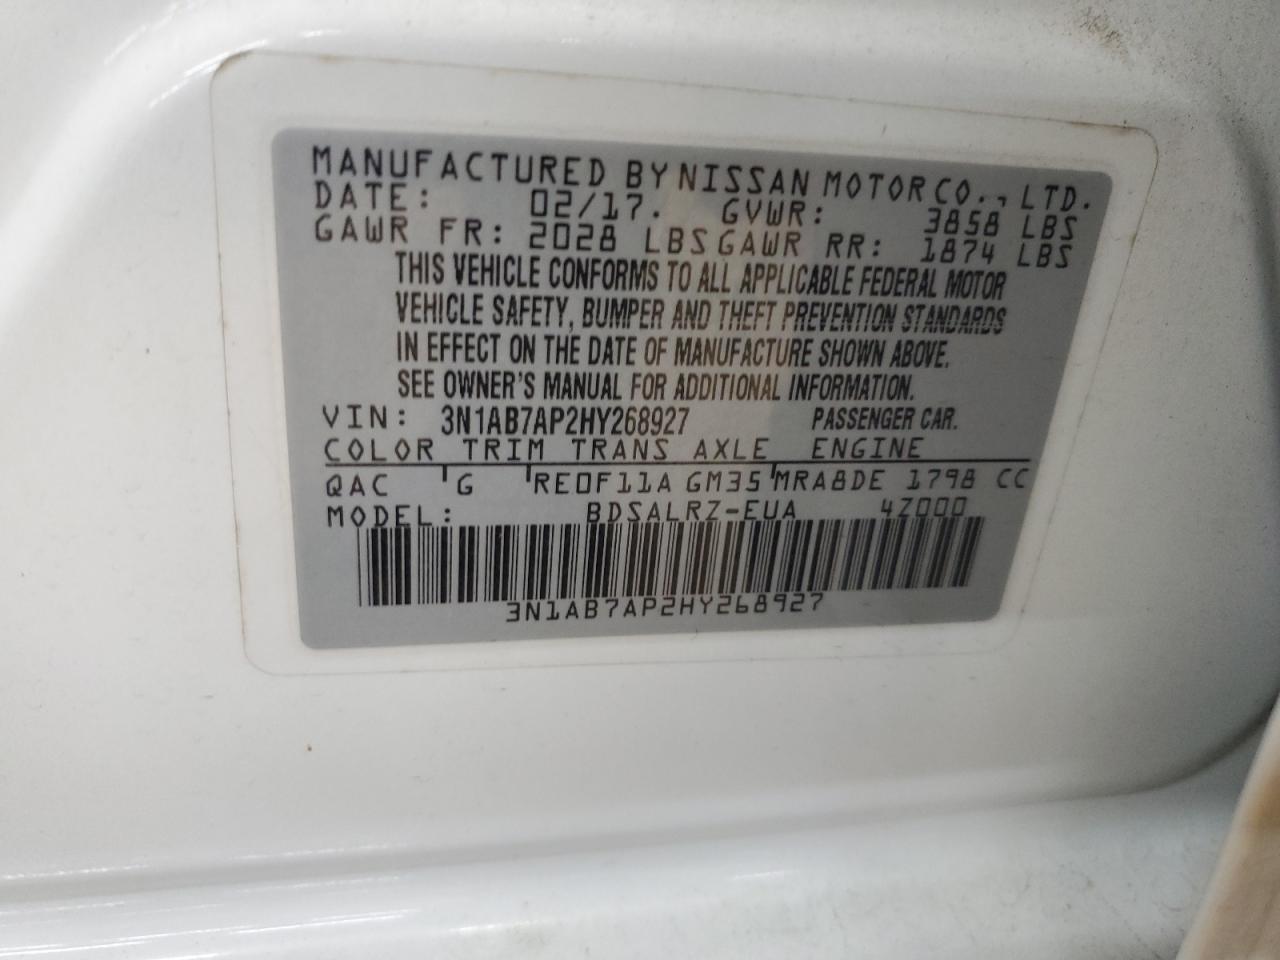 MANUFACTURED BY NISSAN MOTOR CO., LTD.
DATE: 02/17. GVWR: 3858 LBS
GAWR FR: 2028 LBS GAWR RR: 1874 LBS
THIS VEHICLE CONFORMS TO ALL APPLICABLE FEDERAL MOTOR
VEHICLE SAFETY, BUMPER AND THEFT PREVENTION STANDARDS
IN EFFECT ON THE DATE OF MANUFACTURE SHOWN ABOVE.
SEE OWNER'S MANUAL FOR ADDITIONAL INFORMATION.
VIN: 3N1AB7AP2HY268927 PASSENGER CAR.
COLOR TRIM TRANS AXLE ENGINE
QAC G RE0F11A GM35 MRA8DE 1798 CC
MODEL: BDSALRZ-EUA 4Z000
3N1AB7AP2HY268927